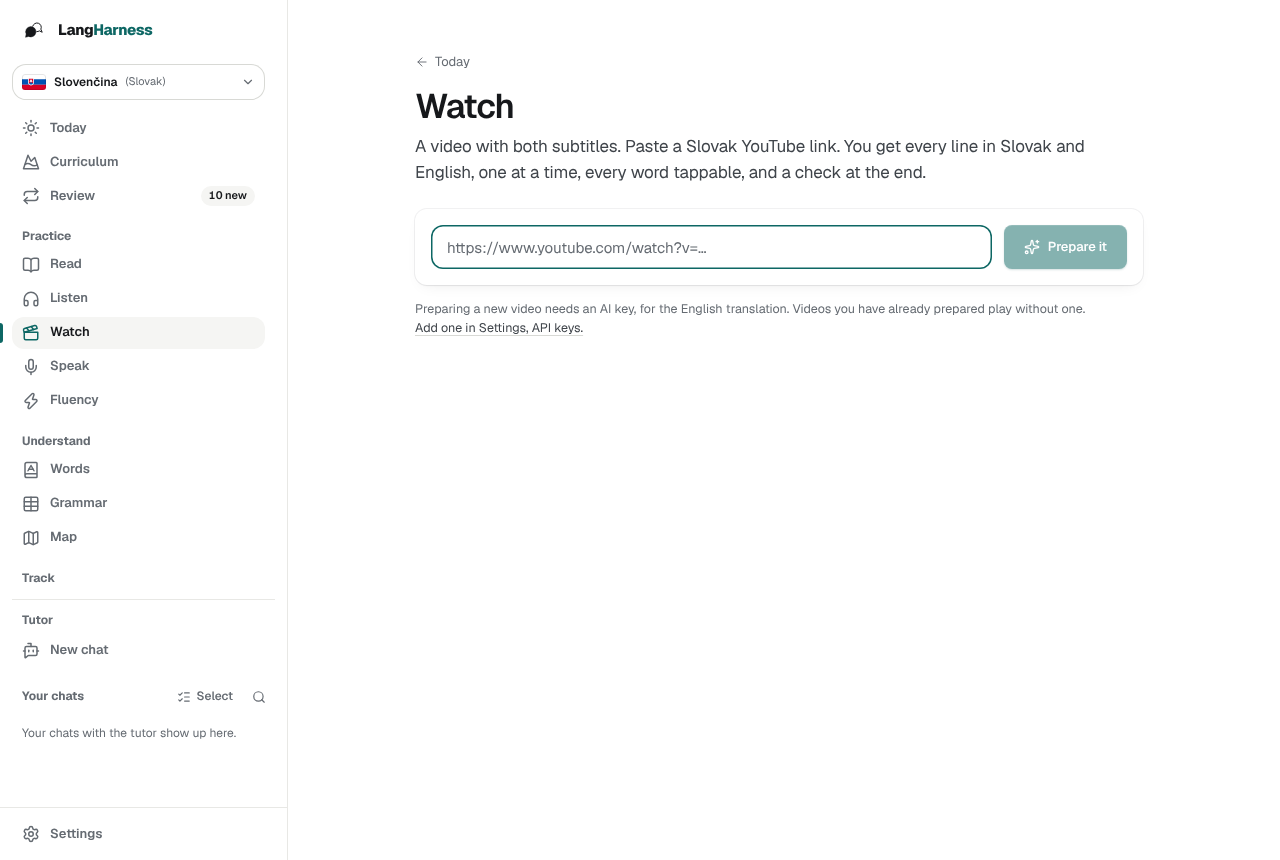 LangHarness
Slovenčina (Slovak)
Today
Curriculum
Review 10 new
Practice
Read
Listen
Watch
Speak
Fluency
Understand
Words
Grammar
Map
Track
Tutor
New chat
Your chats Select
Your chats with the tutor show up here.
Settings
Today
Watch
A video with both subtitles. Paste a Slovak YouTube link. You get every line in Slovak and
English, one at a time, every word tappable, and a check at the end.
https://www.youtube.com/watch?v=… Prepare it
Preparing a new video needs an AI key, for the English translation. Videos you have already prepared play without one.
Add one in Settings, API keys.